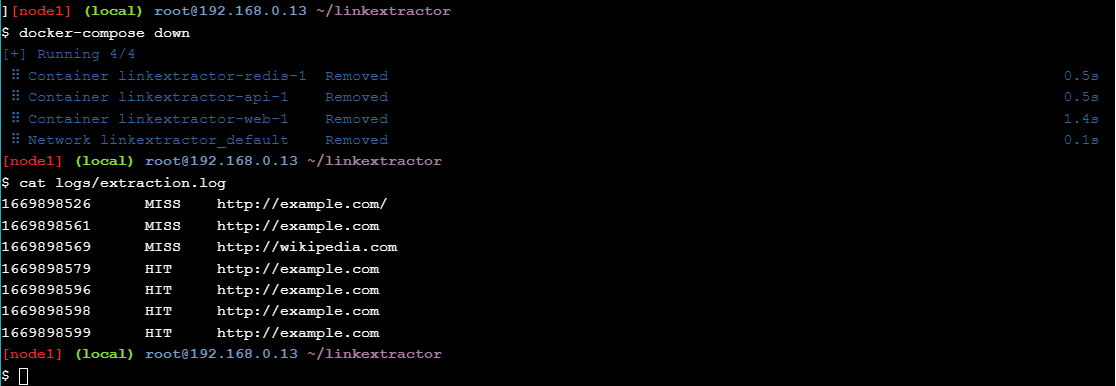 ][node1] (local) root@192.168.0.13 ~/linkextractor
$ docker-compose down
[+] Running 4/4
⠿ Container linkextractor-redis-1  Removed 0.5s
⠿ Container linkextractor-api-1    Removed 0.5s
⠿ Container linkextractor-web-1    Removed 1.4s
⠿ Network linkextractor_default    Removed 0.1s
[node1] (local) root@192.168.0.13 ~/linkextractor
$ cat logs/extraction.log
1669898526      MISS    http://example.com/
1669898561      MISS    http://example.com
1669898569      MISS    http://wikipedia.com
1669898579      HIT     http://example.com
1669898596      HIT     http://example.com
1669898598      HIT     http://example.com
1669898599      HIT     http://example.com
[node1] (local) root@192.168.0.13 ~/linkextractor
$